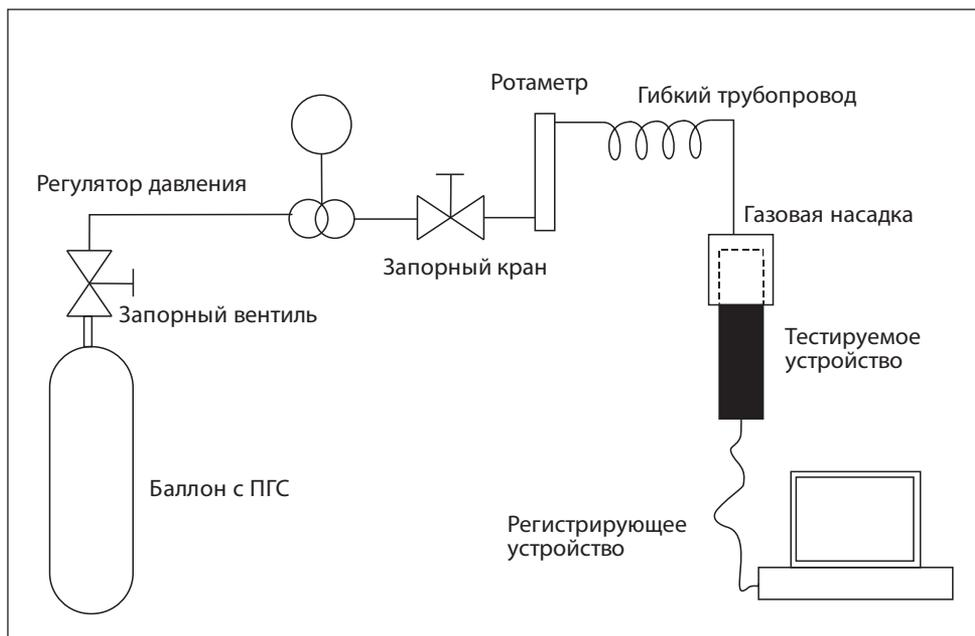 Ротаметр
Гибкий трубопровод
Регулятор давления
Газовая насадка
Запорный кран
Запорный вентиль
Тестируемое
устройство
Баллон с ПГС
Регистрирующее
устройство